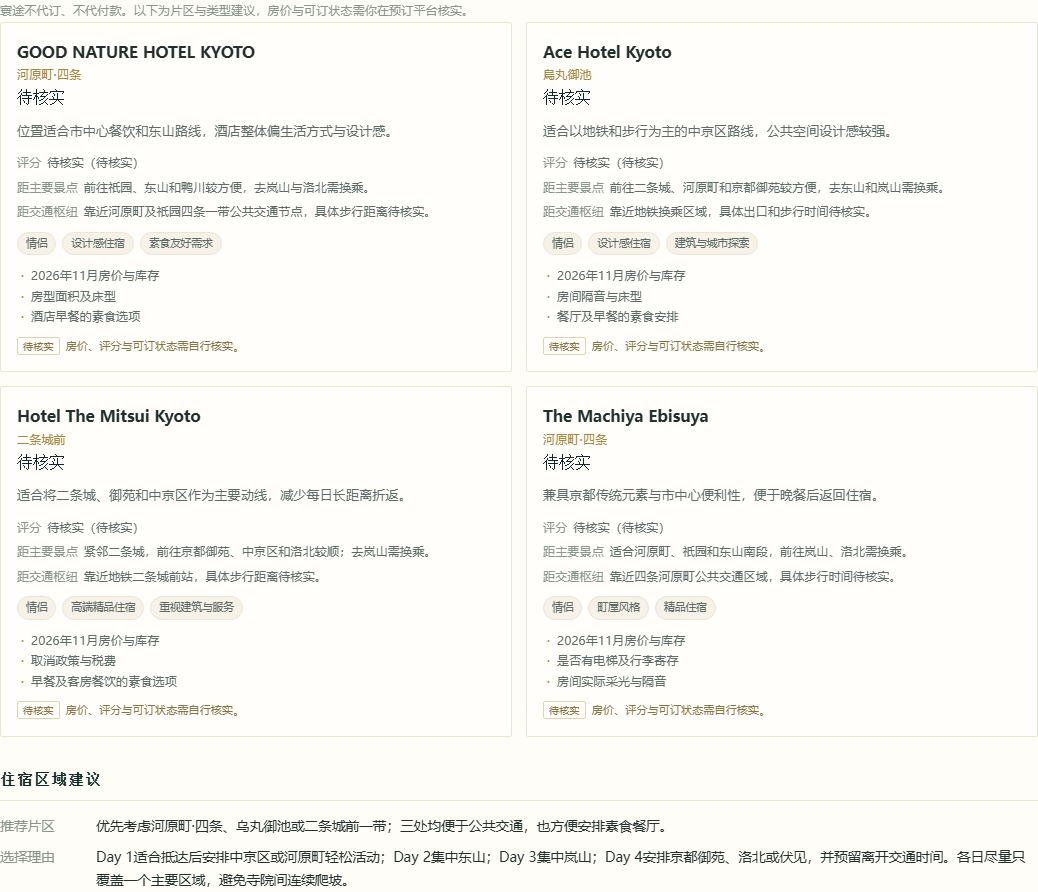 寰途不代订、不代付款。以下为片区与类型建议，房价与可订状态需你在预订平台核实。
GOOD NATURE HOTEL KYOTO
河原町·四条
待核实
位置适合市中心餐饮和东山路线，酒店整体偏生活方式与设计感。
评分 待核实（待核实）
距主要景点 前往祇园、东山和鸭川较方便，去岚山与洛北需换乘。
距交通枢纽 靠近河原町及祇园四条一带公共交通节点，具体步行距离待核实。
情侣 设计感住宿 素食友好需求
· 2026年11月房价与库存
· 房型面积及床型
· 酒店早餐的素食选项
待核实 房价、评分与可订状态需自行核实。
Ace Hotel Kyoto
烏丸御池
待核实
适合以地铁和步行为主的中京区路线，公共空间设计感较强。
评分 待核实（待核实）
距主要景点 前往二条城、河原町和京都御苑较方便，去东山和岚山需换乘。
距交通枢纽 靠近地铁换乘区域，具体出口和步行时间待核实。
情侣 设计感住宿 建筑与城市探索
· 2026年11月房价与库存
· 房间隔音与床型
· 餐厅及早餐的素食安排
待核实 房价、评分与可订状态需自行核实。
Hotel The Mitsui Kyoto
二条城前
待核实
适合将二条城、御苑和中京区作为主要动线，减少每日长距离折返。
评分 待核实（待核实）
距主要景点 紧邻二条城，前往京都御苑、中京区和洛北较顺；去岚山需换乘。
距交通枢纽 靠近地铁二条城前站，具体步行距离待核实。
情侣 高端精品住宿 重视建筑与服务
· 2026年11月房价与库存
· 取消政策与税费
· 早餐及客房餐饮的素食选项
待核实 房价、评分与可订状态需自行核实。
The Machiya Ebisuya
河原町·四条
待核实
兼具京都传统元素与市中心便利性，便于晚餐后返回住宿。
评分 待核实（待核实）
距主要景点 适合河原町、祇园和东山南段，前往岚山、洛北需换乘。
距交通枢纽 靠近四条河原町公共交通区域，具体步行时间待核实。
情侣 町屋风格 精品住宿
· 2026年11月房价与库存
· 是否有电梯及行李寄存
· 房间实际采光与隔音
待核实 房价、评分与可订状态需自行核实。
住宿区域建议
推荐片区 优先考虑河原町·四条、乌丸御池或二条城前一带；三处均便于公共交通，也方便安排素食餐厅。
选择理由 Day 1适合抵达后安排中京区或河原町轻松活动；Day 2集中东山；Day 3集中岚山；Day 4安排京都御苑、洛北或伏见，并预留离开交通时间。各日尽量只
覆盖一个主要区域，避免寺院间连续爬坡。